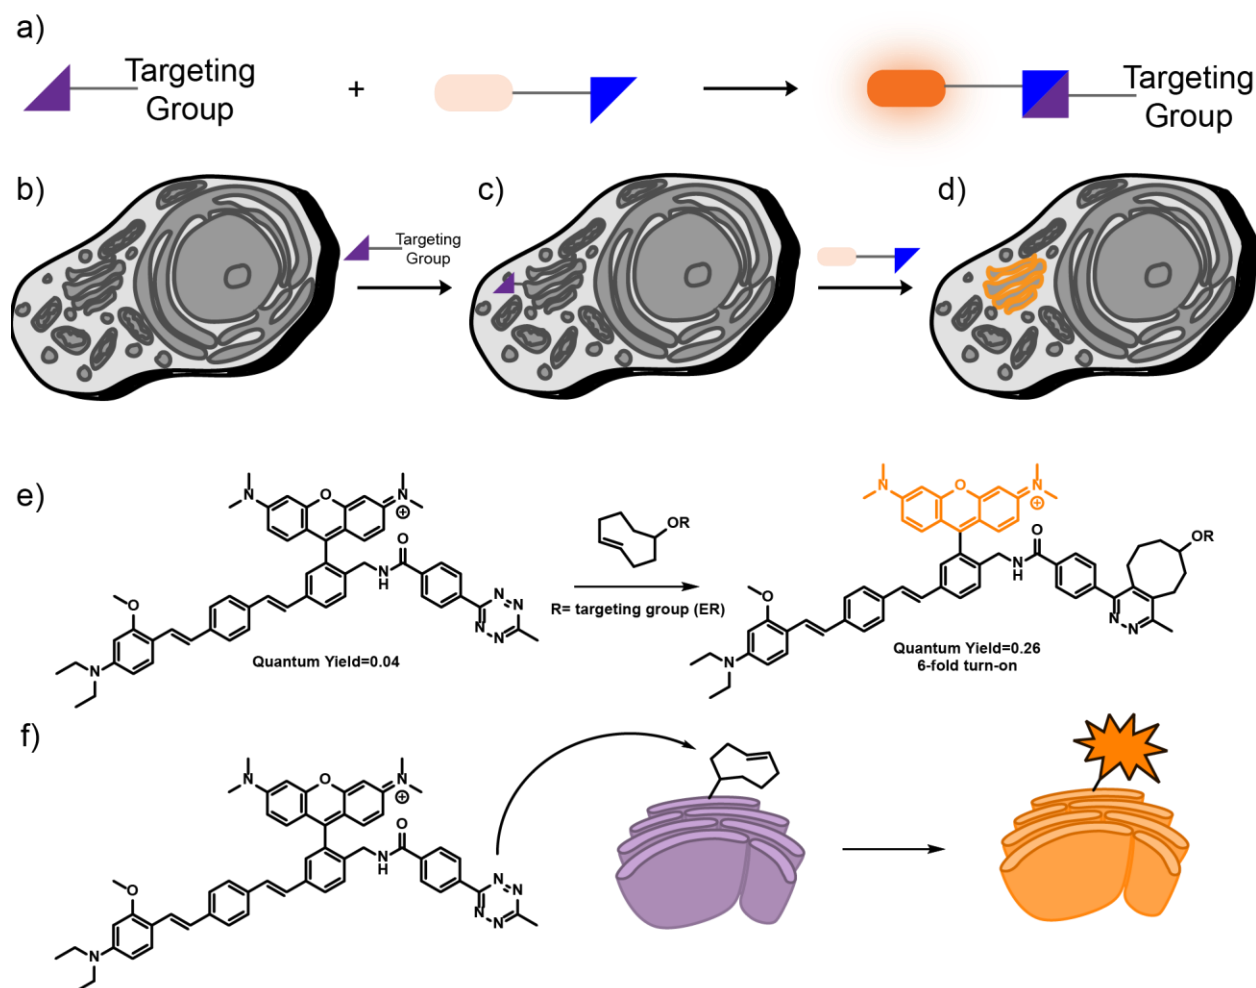 a)
Targeting
Group
+
Targeting
Group
b)
Targeting
Group
c)
d)
e)
N
O
N
+
O
N
H
O
N
N
N
N
N
Quantum Yield=0.04
OR
R= targeting group (ER)
N
O
N
+
O
N
H
OR
O
N
N
N
Quantum Yield=0.26
6-fold turn-on
f)
N
O
N
+
O
N
H
O
N
N
N
N
N